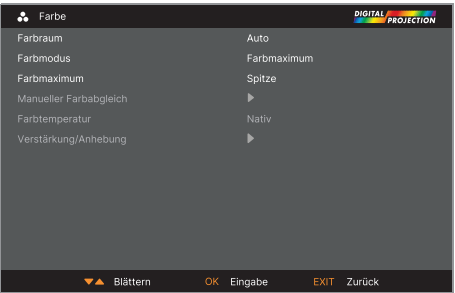 Farbe
DIGITAL PROJECTION
Farbraum Auto
Farbmodus Farbmaximum
Farbmaximum Spitze
Manueller Farbabgleich
Farbtemperatur Nativ
Verstärkung/Anhebung
Blättern OK Eingabe EXIT Zurück